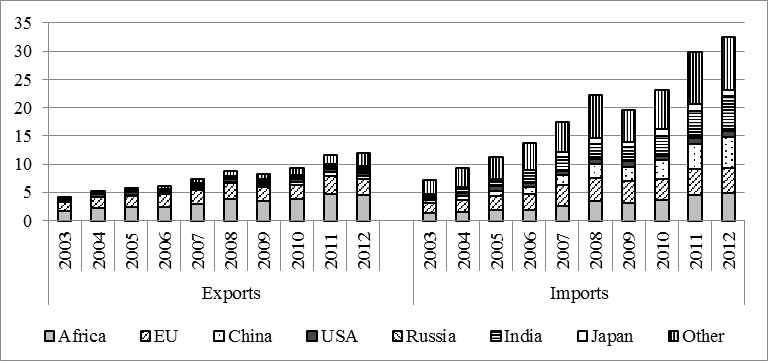 35
30
25
20
15
10
5
0
2003 2004 2005 2006 2007 2008 2009 2010 2011 2012 2003 2004 2005 2006 2007 2008 2009 2010 2011 2012
Exports Imports
Africa EU China USA Russia India Japan Other